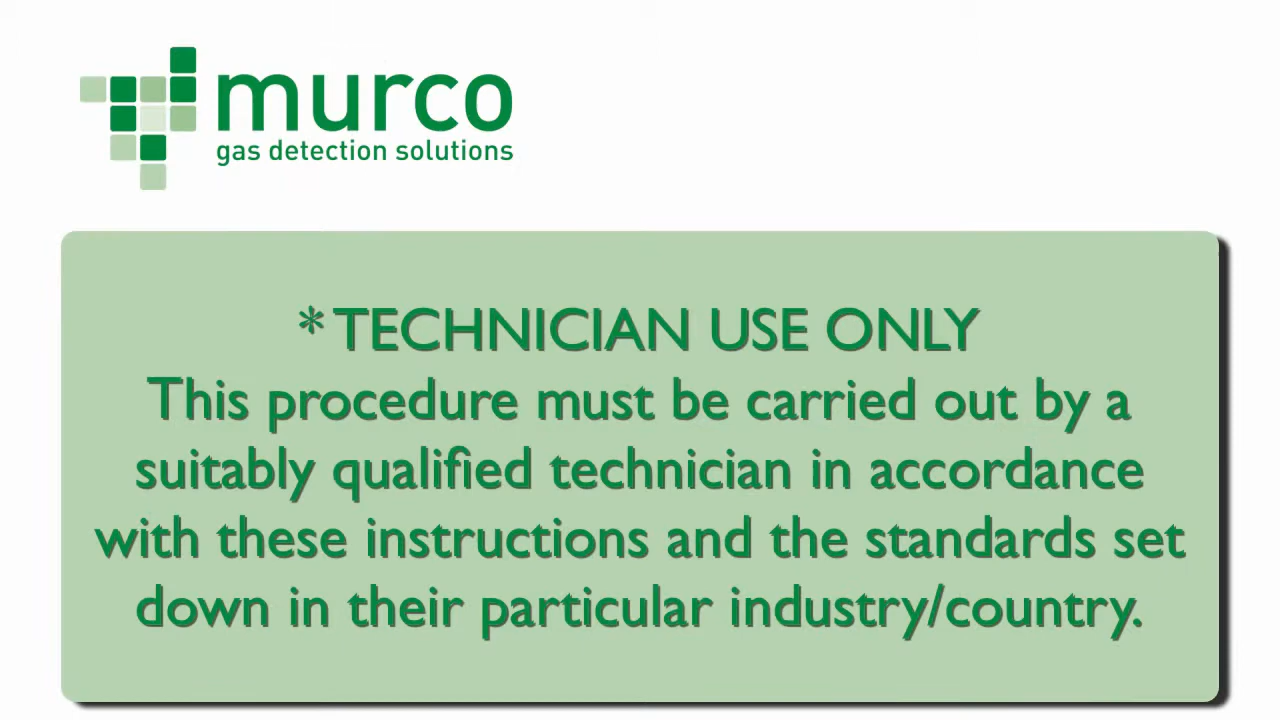 murco
gas detection solutions
* TECHNICIAN USE ONLY
This procedure must be carried out by a
suitably qualified technician in accordance
with these instructions and the standards set
down in their particular industry/country.